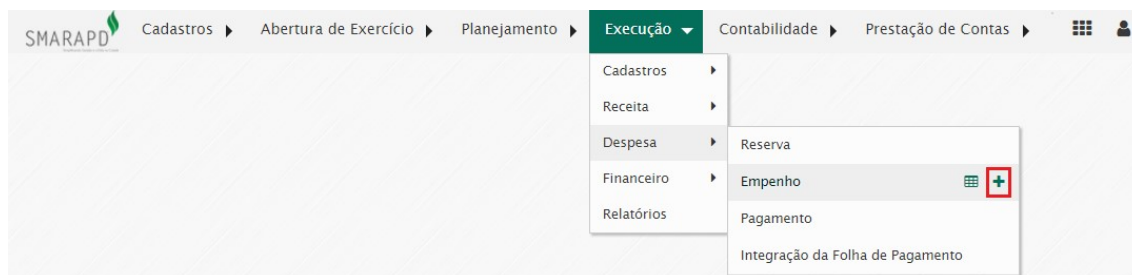 SMARAPD Cadastros Abertura de Exercício Planejamento Execução Contabilidade Prestação de Contas
Cadastros
Receita
Despesa
Financeiro
Relatórios
Reserva
Empenho
Pagamento
Integração da Folha de Pagamento